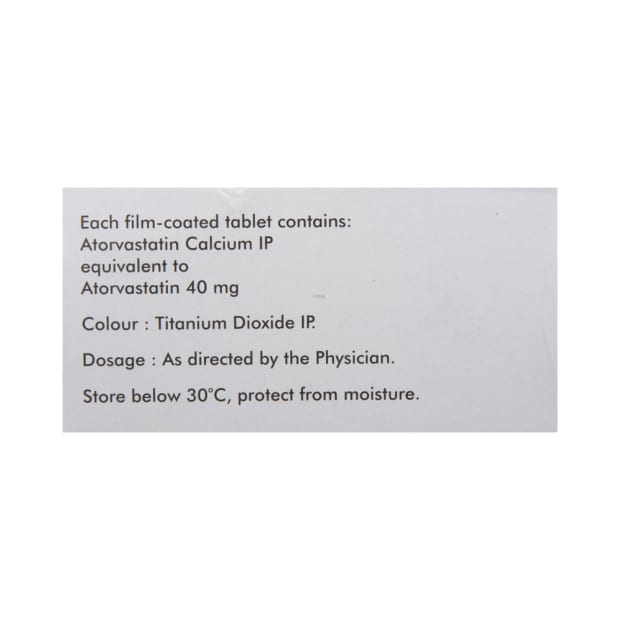 Each film-coated tablet contains:
Atorvastatin Calcium IP
equivalent to
Atorvastatin 40 mg
Colour : Titanium Dioxide IP.
Dosage : As directed by the Physician.
Store below 30°C, protect from moisture.